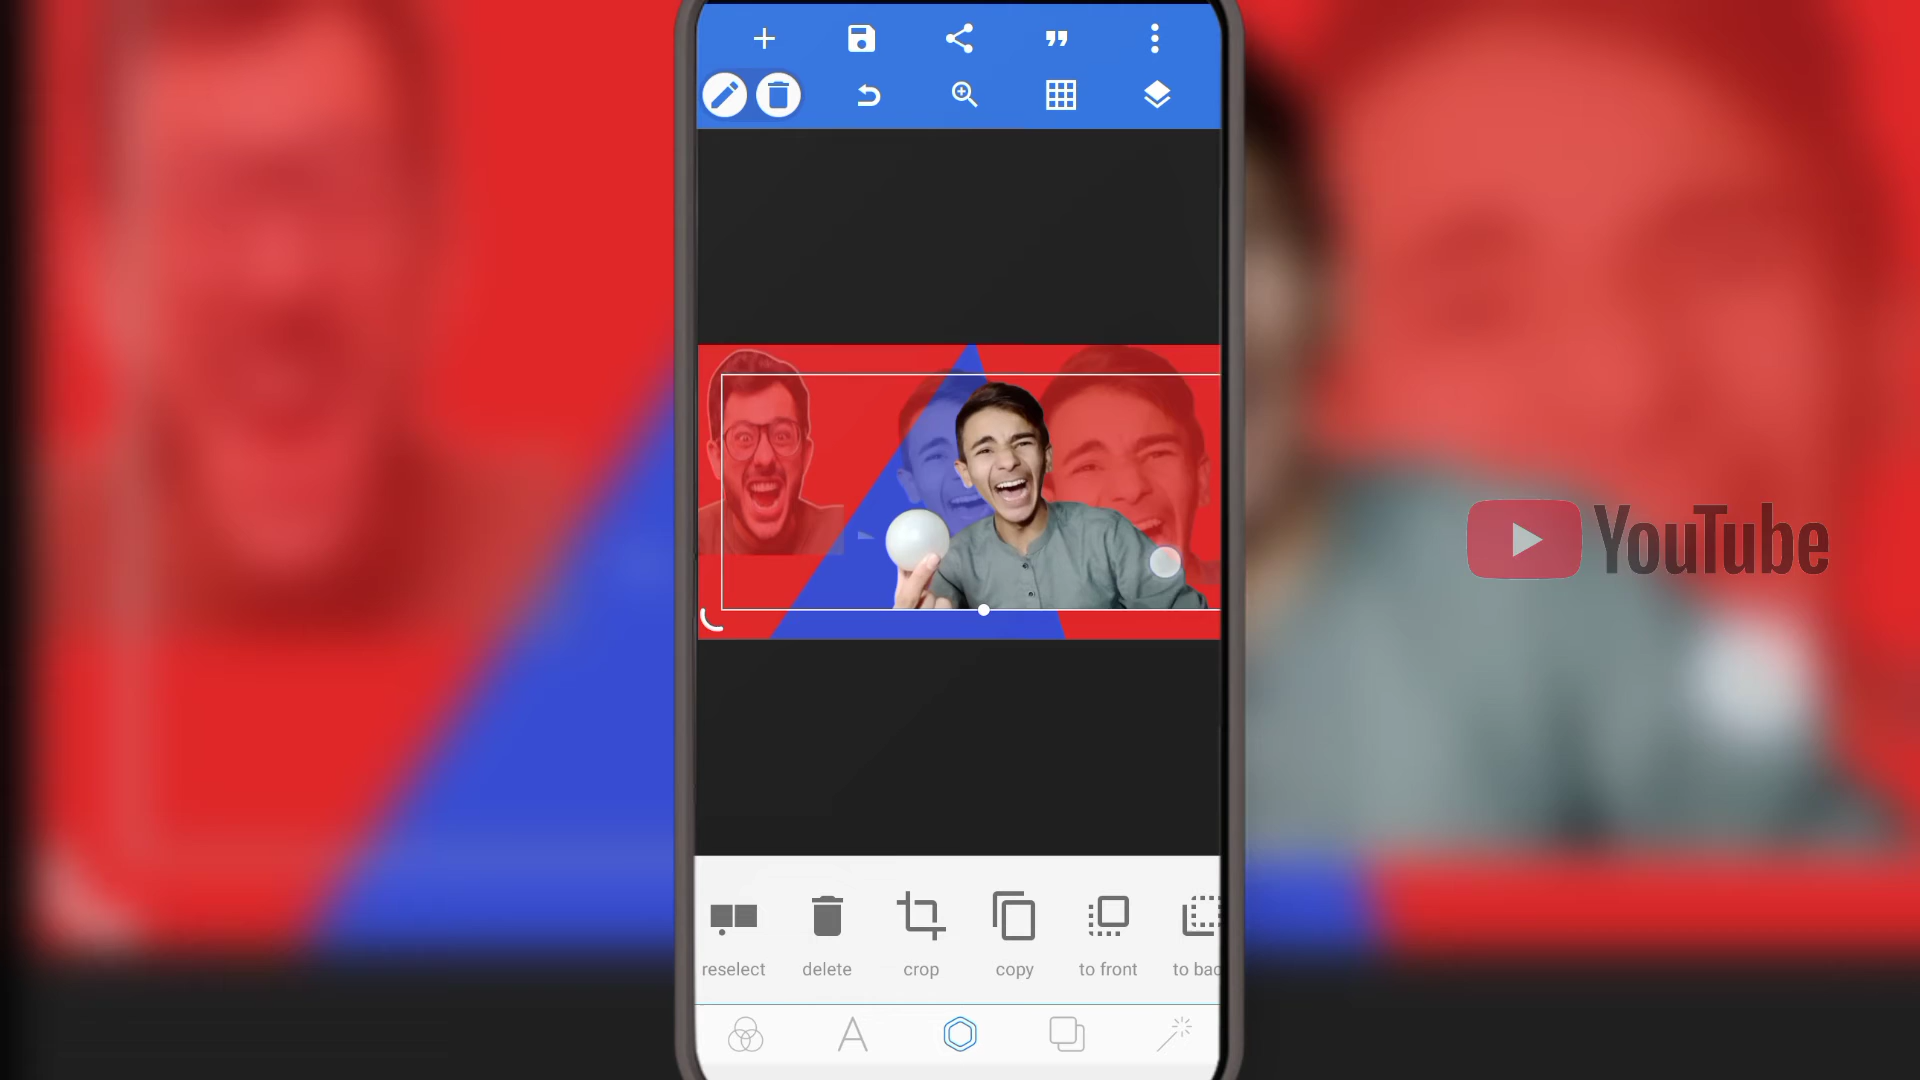 YouTube
reselect
delete
crop
copy
to front
to bac